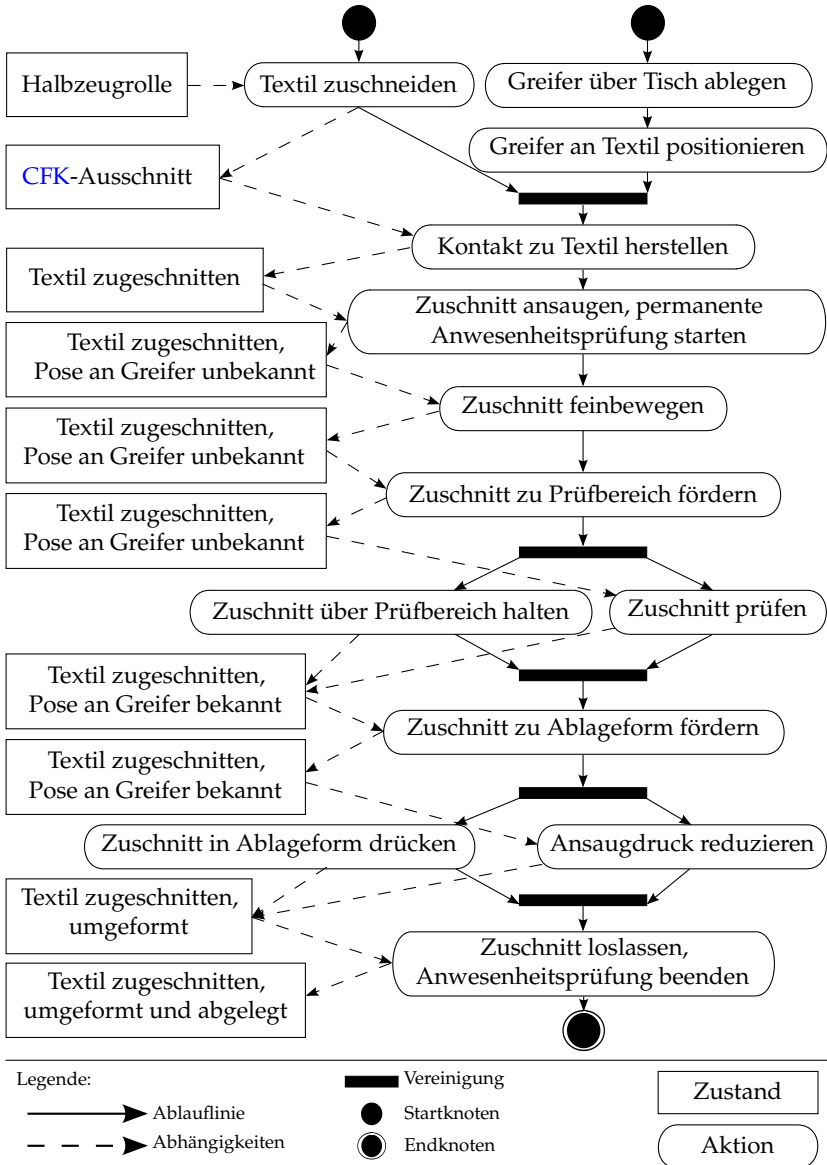 Halbzeugrolle
Textil zuschneiden
Greifer über Tisch ablegen
Greifer an Textil positionieren
CFK-Ausschnitt
Kontakt zu Textil herstellen
Textil zugeschnitten
Zuschnitt ansaugen, permanente
Anwesenheitsprüfung starten
Textil zugeschnitten,
Pose an Greifer unbekannt
Zuschnitt feinbewegen
Textil zugeschnitten,
Pose an Greifer unbekannt
Zuschnitt zu Prüfbereich fördern
Textil zugeschnitten,
Pose an Greifer unbekannt
Zuschnitt über Prüfbereich halten
Zuschnitt prüfen
Textil zugeschnitten,
Pose an Greifer bekannt
Zuschnitt zu Ablageform fördern
Textil zugeschnitten,
Pose an Greifer bekannt
Zuschnitt in Ablageform drücken
Ansaugdruck reduzieren
Textil zugeschnitten,
umgeformt
Zuschnitt loslassen,
Anwesenheitsprüfung beenden
Textil zugeschnitten,
umgeformt und abgelegt
Legende:
Ablauflinie
Abhängigkeiten
Vereinigung
Startknoten
Endknoten
Zustand
Aktion